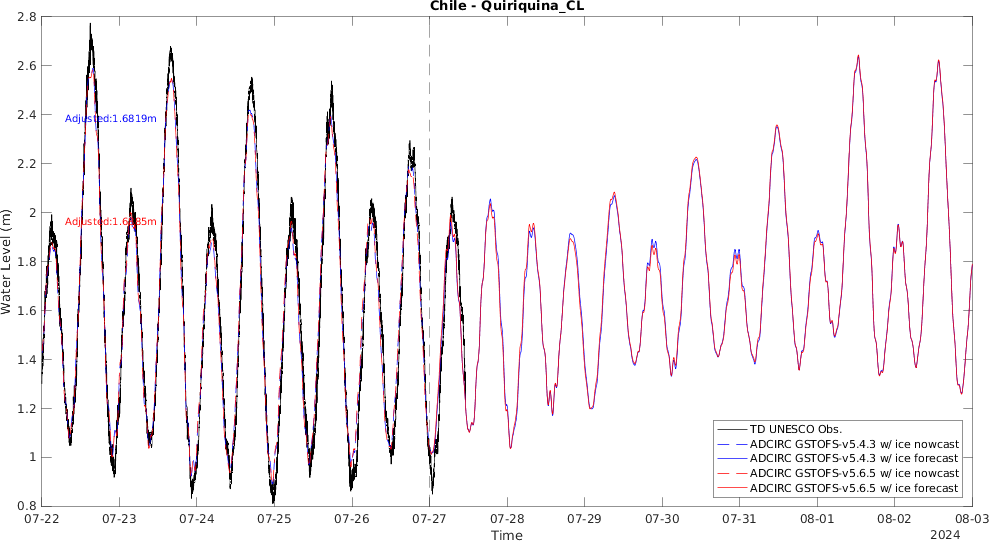 Chile - Quiriquina_CL
2.8
2.6
2.4
2.2
2
1.8
1.6
1.4
1.2
1
0.8
Water Level (m)
Adjusted:1.6819m
07-22
07-23
07-24
07-25
07-26
07-27
07-28
07-29
07-30
07-31
08-01
08-02
08-03
Time
2024
TD UNESCO Obs.
ADCIRC GSTOFS-v5.4.3 w/ ice nowcast
ADCIRC GSTOFS-v5.4.3 w/ ice forecast
ADCIRC GSTOFS-v5.6.5 w/ ice nowcast
ADCIRC GSTOFS-v5.6.5 w/ ice forecast